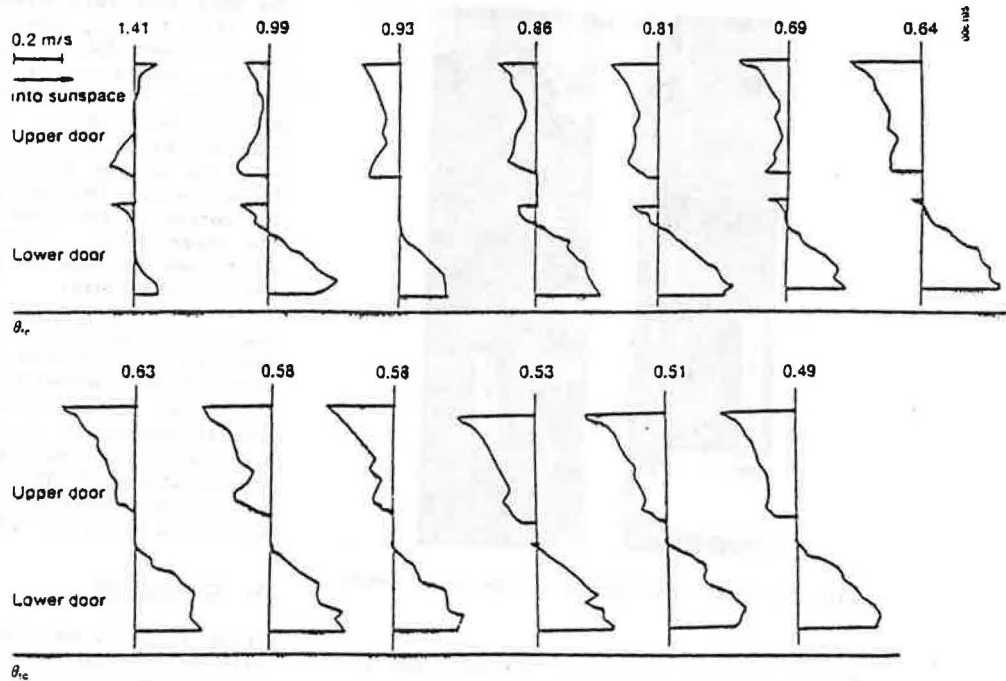 1.41 0.99 0.93 0.86 0.81 0.69 0.64
0.2 m/s
into sunspace
Upper door
Lower door
0.63 0.58 0.58 0.53 0.51 0.49
Upper door
Lower door